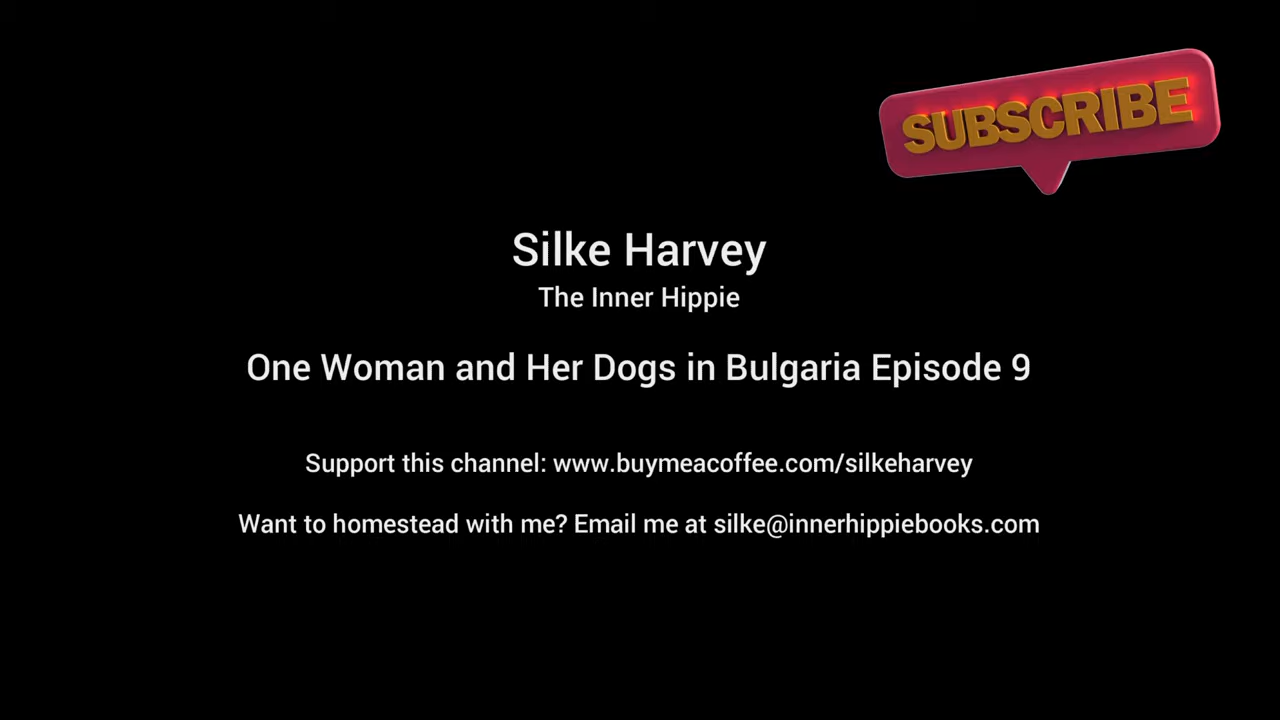 SUBSCRIBE
Silke Harvey
The Inner Hippie
One Woman and Her Dogs in Bulgaria Episode 9
Support this channel: www.buymeacoffee.com/silkeharvey
Want to homestead with me? Email me at silke@innerhippiebooks.com